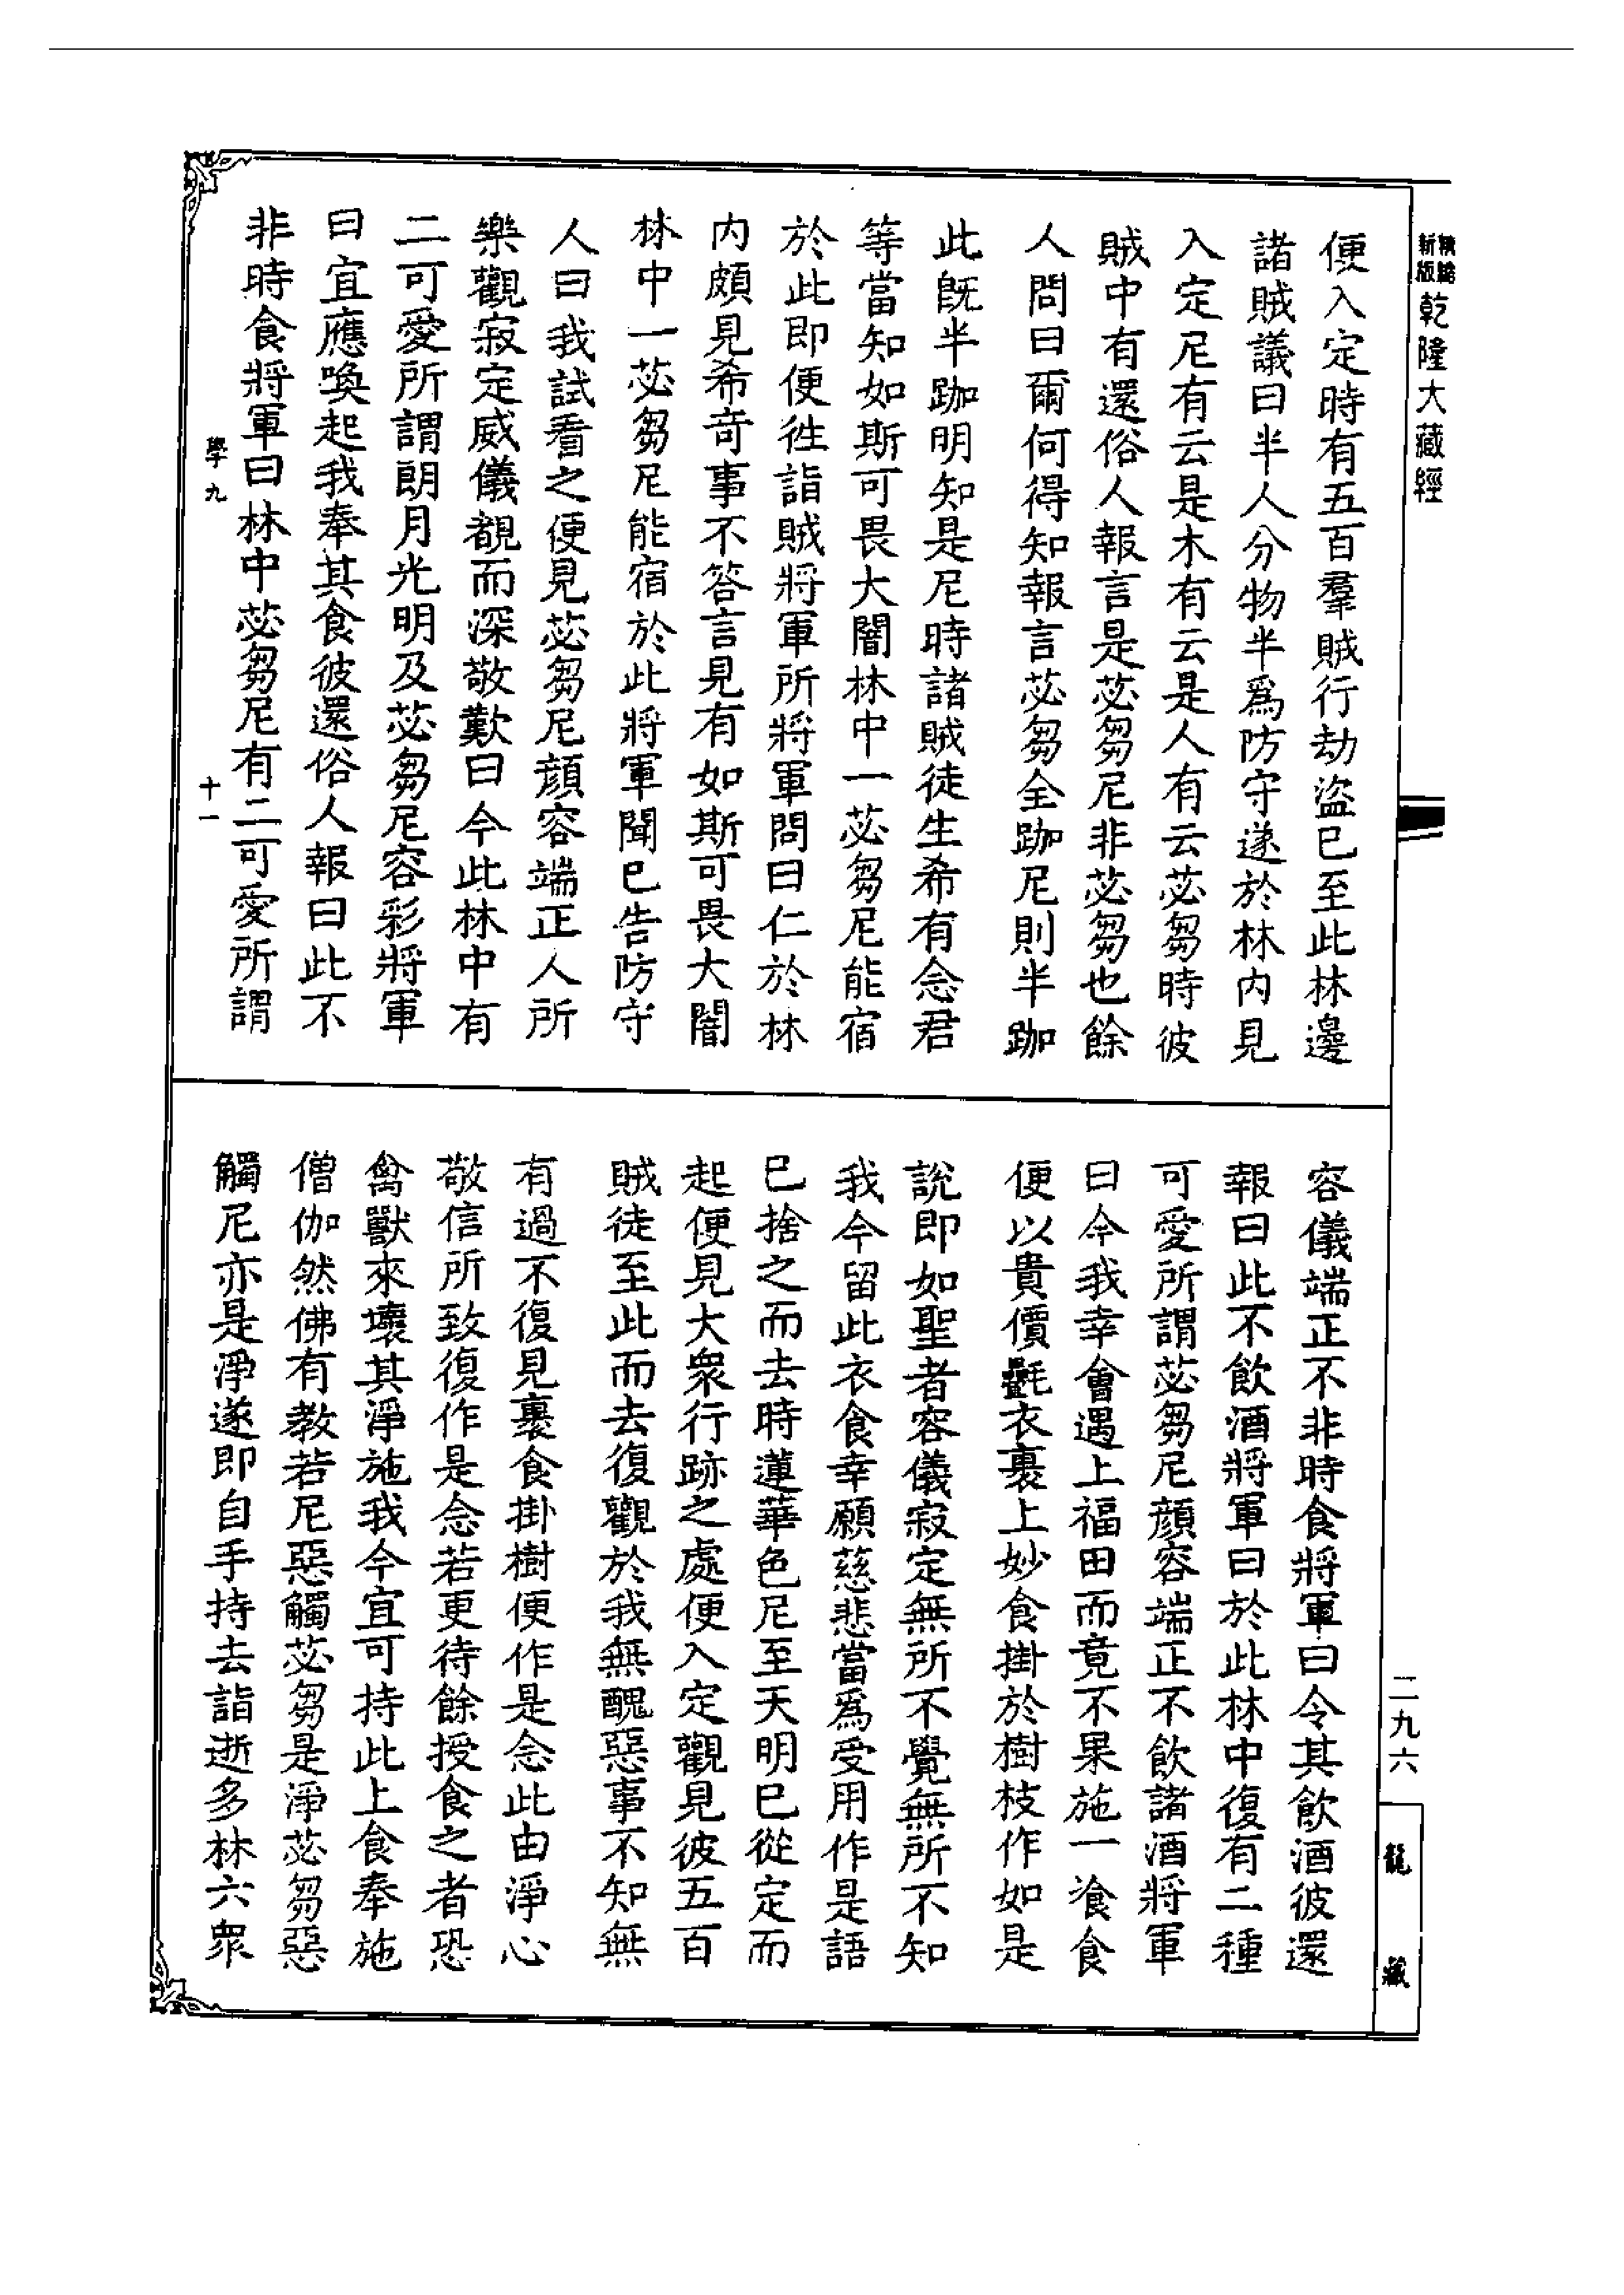 新版
乾隆大藏經
便入定時有五百羣賊行劫盜已至此林邊
諸賊議曰半人分物半爲防守遂於林內見
入定尼有云是木有云是人有云苾芻時彼
賊中有還俗人報言是苾芻尼非苾芻也餘
人問曰爾何得知報言苾芻全跏尼則半跏
此旣半跏明知是尼時諸賊徒生希有念君
等當知如斯可畏大闇林中一苾芻尼能宿
於此即便徃詣賊將軍所將軍問曰仁於林
內頗見希奇事不答言見有如斯可畏大闇
林中一苾芻尼能宿於此將軍聞已告防守
人曰我試看之便見苾芻尼顔容端正人所
樂觀寂定威儀覩而深敬歎曰今此林中有
二可愛所謂朗月光明及苾芻尼容彩將軍
曰宜應喚起我奉其食彼還俗人報曰此不
非時食將軍曰林中苾芻尼有二可愛所謂
學九
十一
容儀端正不非時食將軍曰令其飮酒彼還
報曰此不飮酒將軍曰於此林中復有二種
可愛所謂苾芻尼顔容端正不飮諸酒將軍
曰今我幸會遇上福田而竟不果施一飡食
便以貴價氎衣裹上妙食掛於樹枝作如是
說即如聖者容儀寂定無所不覺無所不知
我今留此衣食幸願慈悲當爲受用作是語
已捨之而去時蓮華色尼至天明已從定而
起便見大衆行跡之處便入定觀見彼五百
賊徒至此而去復觀於我無醜惡事不知無
有過不復見裹食掛樹便作是念此由淨心
敬信所致復作是念若更待餘授食之者恐
禽獸來壞其淨施我今宜可持此上食奉施
僧伽然佛有教若尼惡觸苾芻是淨苾芻惡
觸尼亦是淨遂即自手持去詣逝多林六衆
二九六
龍藏